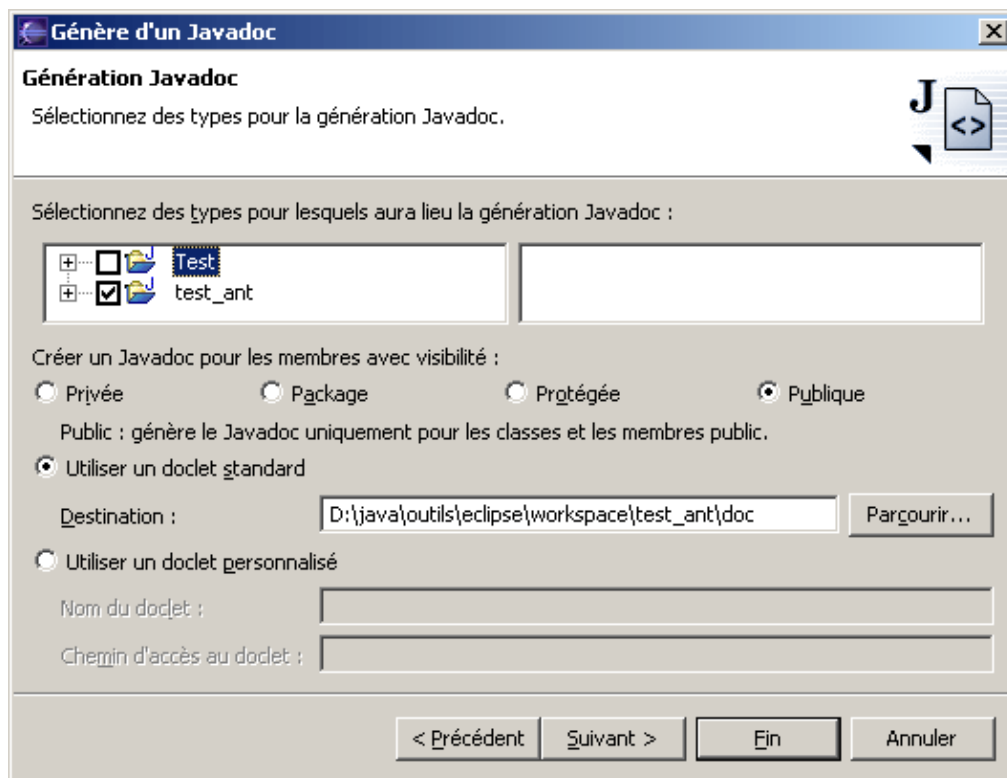 Génère d'un Javadoc
Génération Javadoc
Sélectionnez des types pour la génération Javadoc.
J
<>
Sélectionnez des types pour lesquels aura lieu la génération Javadoc :
Test
test_ant
Créer un Javadoc pour les membres avec visibilité :
Privée Package Protégée Publique
Public : génère le Javadoc uniquement pour les classes et les membres public.
Utiliser un doclet standard
Destination : D:\java\outils\eclipse\workspace\test_ant\doc Parcourir...
Utiliser un doclet personnalisé
Nom du doclet :
Chemin d'accès au doclet :
< Précédent Suivant > Fin Annuler